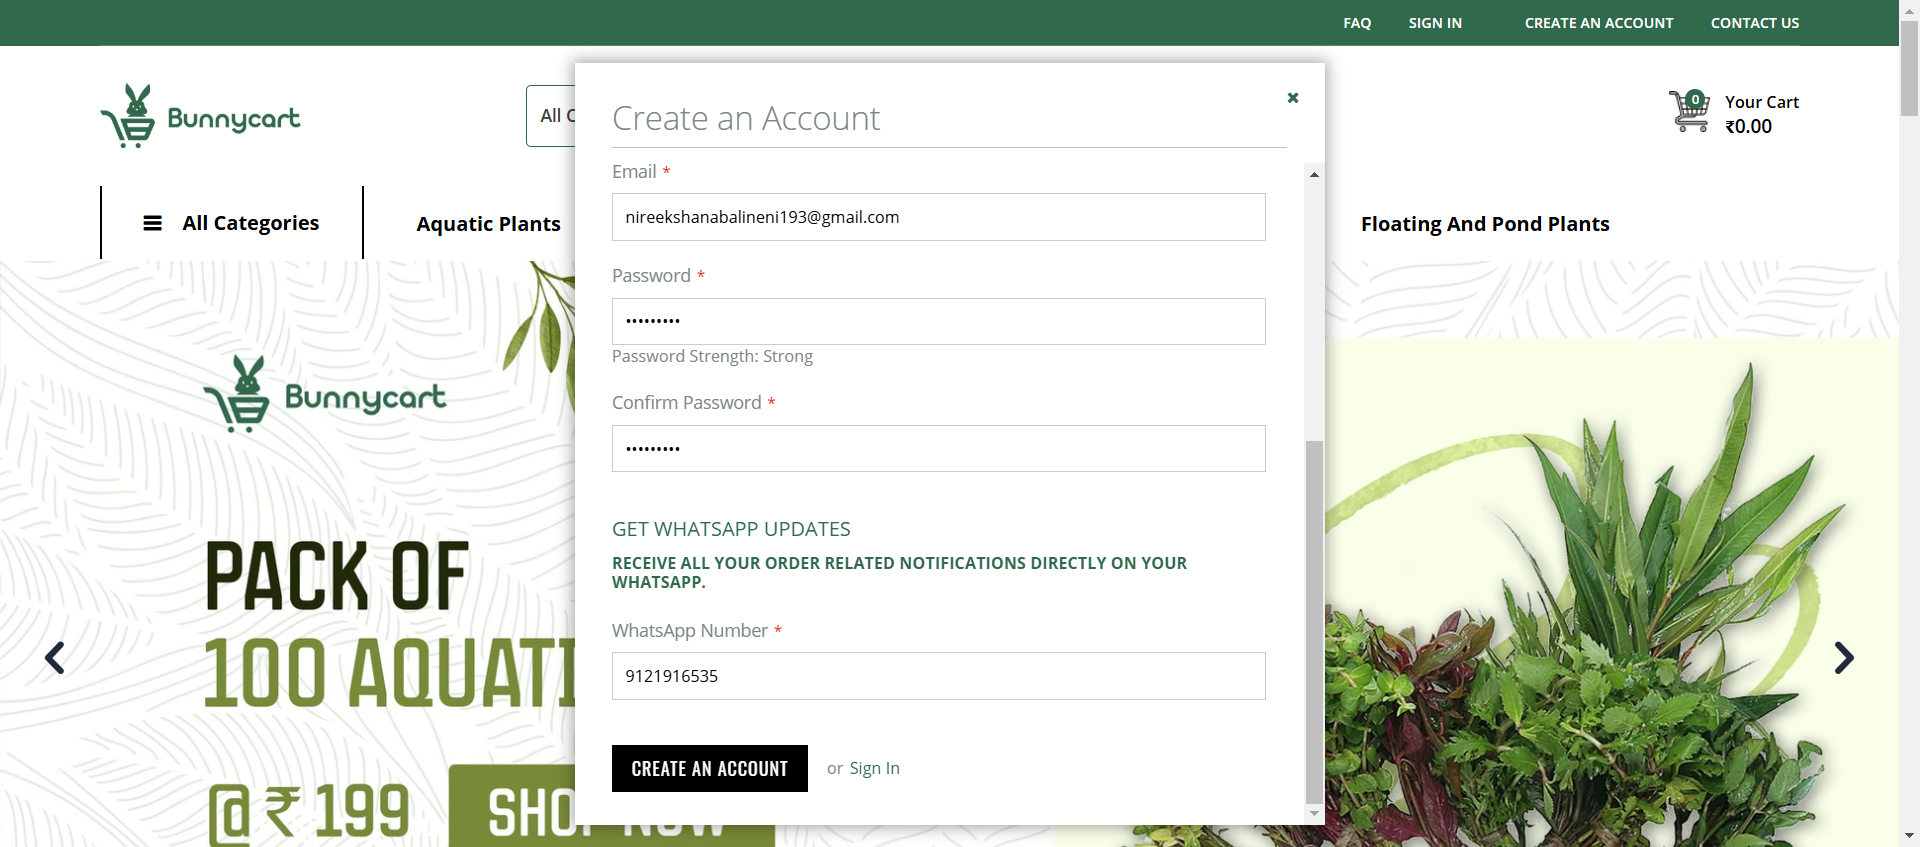 FAQ SIGN IN CREATE AN ACCOUNT CONTACT US
Bunnycart
All C
0
Your Cart
₹0.00
All Categories
Aquatic Plants
Floating And Pond Plants
Create an Account
Email *
nireekshanabalineni193@gmail.com
Password *
•••••••••
Password Strength: Strong
Confirm Password *
•••••••••
GET WHATSAPP UPDATES
RECEIVE ALL YOUR ORDER RELATED NOTIFICATIONS DIRECTLY ON YOUR
WHATSAPP.
WhatsApp Number *
9121916535
CREATE AN ACCOUNT or Sign In
Bunnycart
PACK OF
100 AQUATI
@ ₹ 199
SHOP NOW